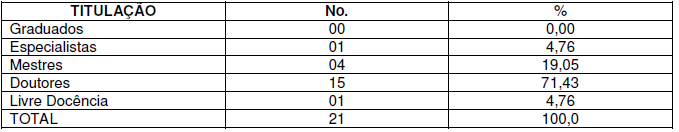 TITULAÇÃO No. %
Graduados 00 0,00
Especialistas 01 4,76
Mestres 04 19,05
Doutores 15 71,43
Livre Docência 01 4,76
TOTAL 21 100,0